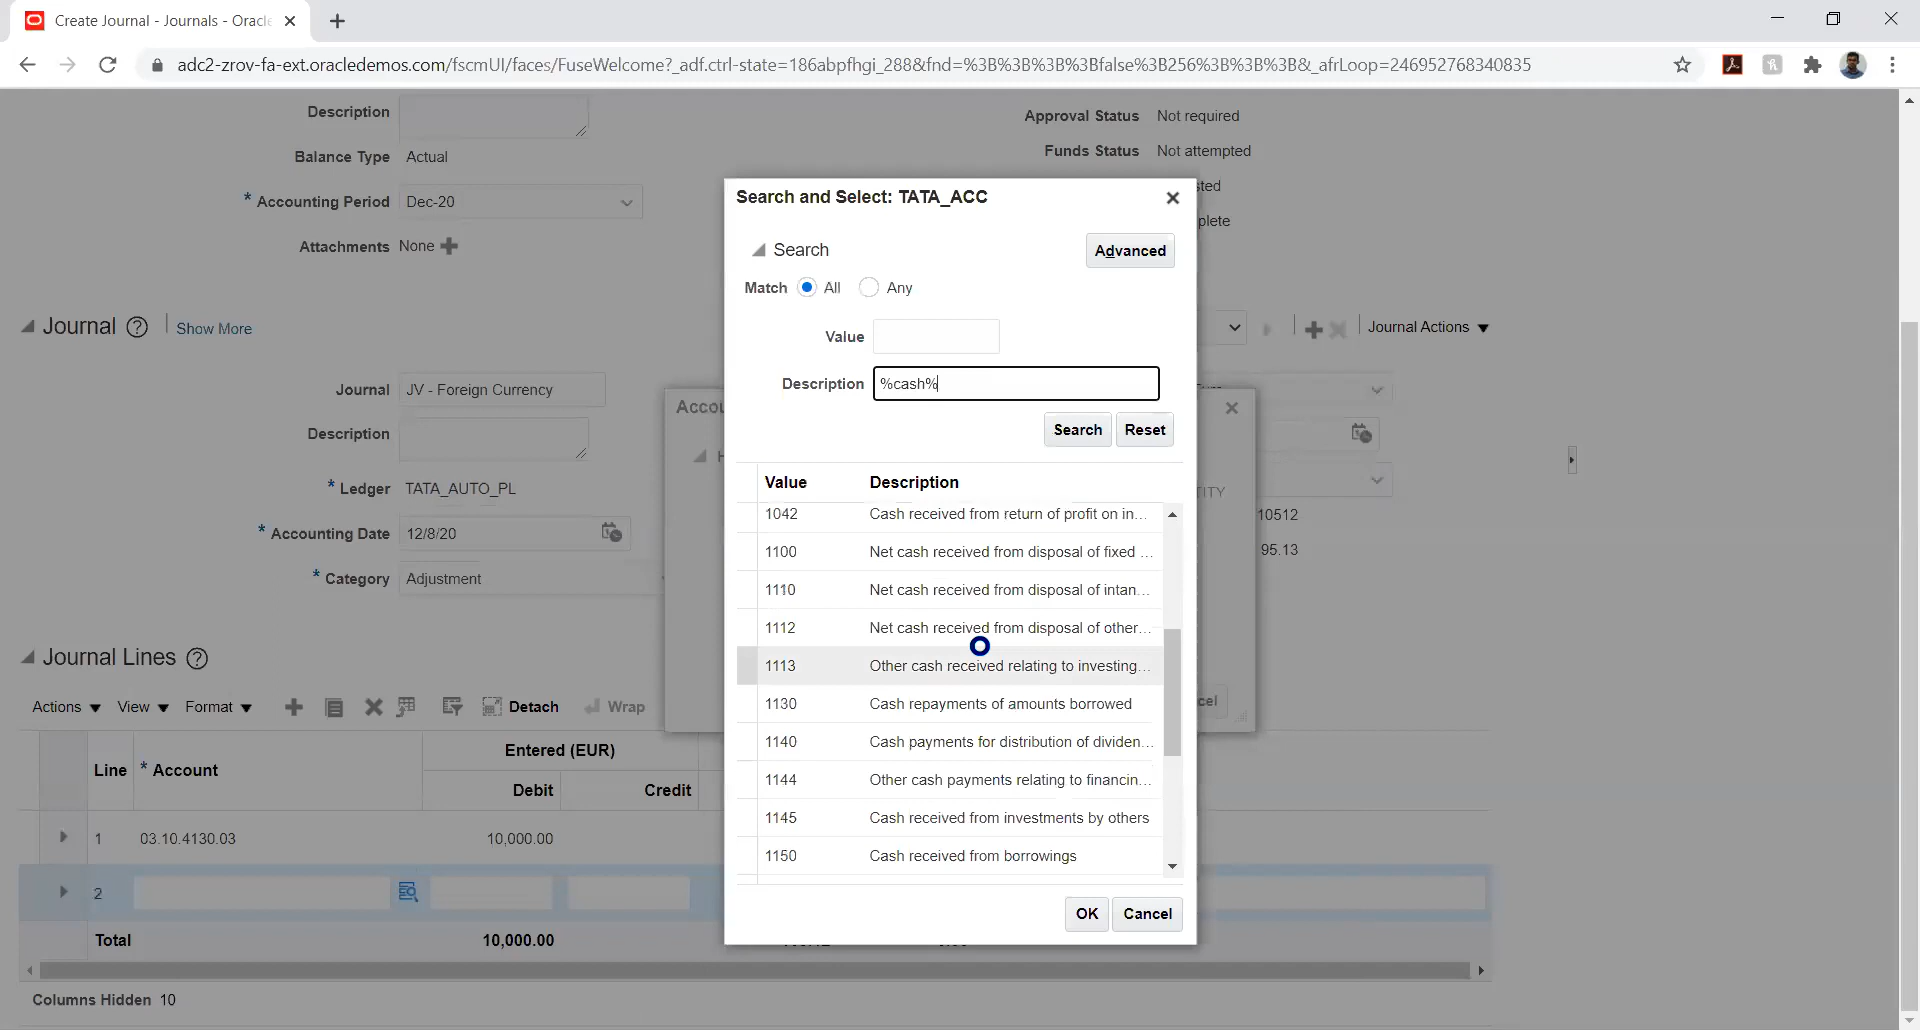 Create Journal - Journals - Oracle
adc2-zrov-fa-ext.oracledemos.com/fscmUI/faces/FuseWelcome?_adf.ctrl-state=186abpfhgi_288&fnd=%3B%3B%3B%3Bfalse%3B256%3B%3B%3B&_afrLoop=246952768340835
Description
Approval Status Not required
Balance Type Actual
Funds Status Not attempted
* Accounting Period Dec-20
Attachments None
Journal Show More
Journal Actions
Journal JV - Foreign Currency
Description
* Ledger TATA_AUTO_PL
* Accounting Date 12/8/20
* Category Adjustment
10512
95.13
Search and Select: TATA_ACC
Search Advanced
Match All Any
Value
Description %cash%
Search Reset
Value Description
1042 Cash received from return of profit on in...
1100 Net cash received from disposal of fixed ...
1110 Net cash received from disposal of intan...
1112 Net cash received from disposal of other...
1113 Other cash received relating to investing...
1130 Cash repayments of amounts borrowed
1140 Cash payments for distribution of dividen...
1144 Other cash payments relating to financin...
1145 Cash received from investments by others
1150 Cash received from borrowings
OK Cancel
Journal Lines
Actions View Format Detach Wrap
Entered (EUR)
Line * Account
Debit Credit
1 03.10.4130.03 10,000.00
2
Total 10,000.00
Columns Hidden 10